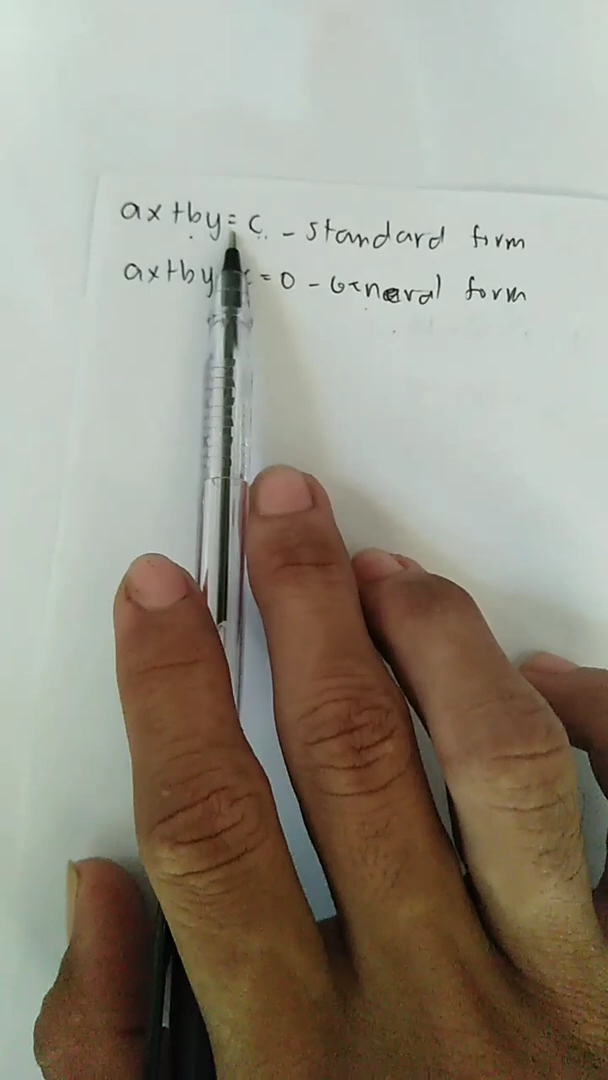 ax+by=c. - standard form
ax+by = 0 - General form